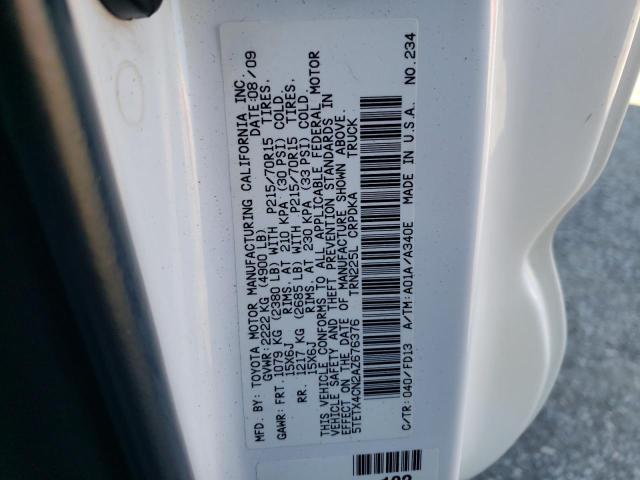 MFD. BY: TOYOTA MOTOR MANUFACTURING CALIFORNIA INC.
DATE: 08/09
GVWR: 2222 KG (4900 LB)
GAWR: FRT. 1079 KG (2380 LB) WITH P215/70R15 TIRES,
15X6J RIMS, AT 210 KPA (30 PSI) COLD
RR. 1217 KG (2685 LB) WITH P215/70R15 TIRES,
15X6J RIMS, AT 230 KPA (33 PSI) COLD.
THIS VEHICLE CONFORMS TO ALL APPLICABLE FEDERAL MOTOR
VEHICLE SAFETY AND THEFT PREVENTION STANDARDS IN
EFFECT ON THE DATE OF MANUFACTURE SHOWN ABOVE.
5TETX4CN2AZ676376 TRN225L CRPDKA TRUCK
C/TR: 040/FD13 A/TM: A01A/A340E MADE IN U.S.A. NO. 234